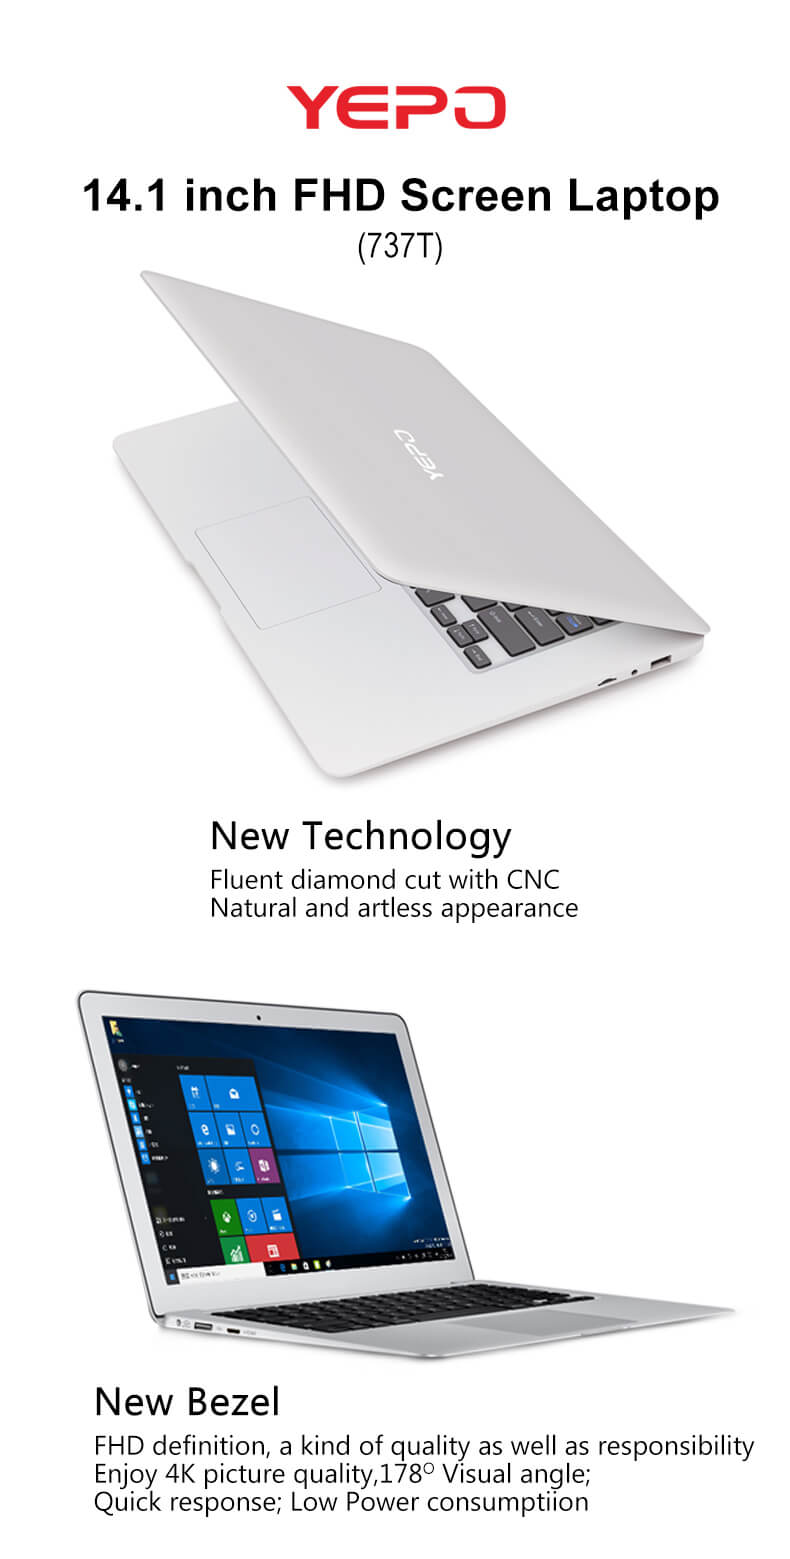 YEPO
14.1 inch FHD Screen Laptop
(737T)
YEPO
New Technology
Fluent diamond cut with CNC
Natural and artless appearance
New Bezel
FHD definition, a kind of quality as well as responsibility
Enjoy 4K picture quality,178° Visual angle;
Quick response; Low Power consumptiion